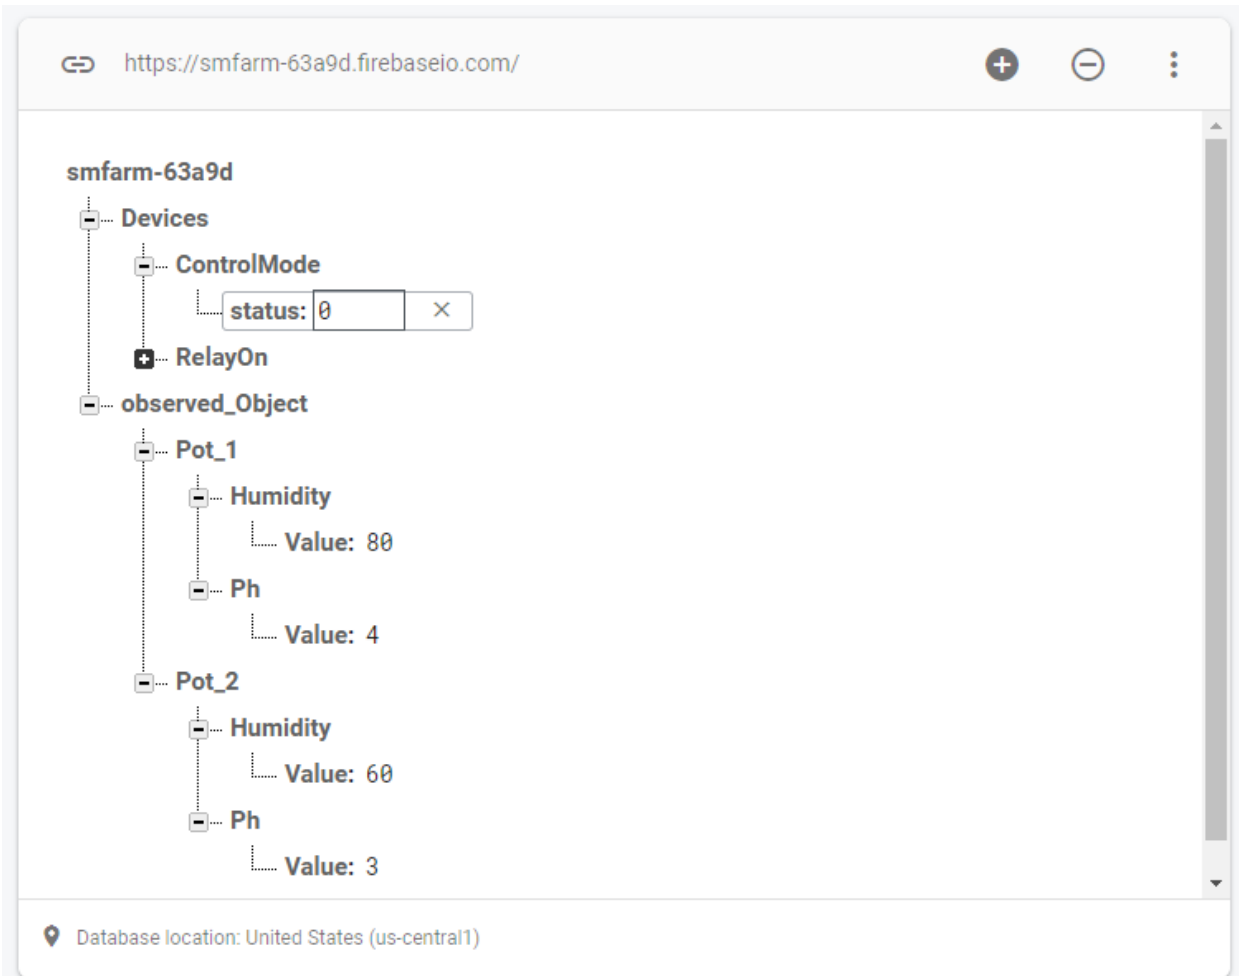 https://smfarm-63a9d.firebaseio.com/
smfarm-63a9d
Devices
ControlMode
status: 0
RelayOn
observed_Object
Pot_1
Humidity
Value: 80
Ph
Value: 4
Pot_2
Humidity
Value: 60
Ph
Value: 3
Database location: United States (us-central1)